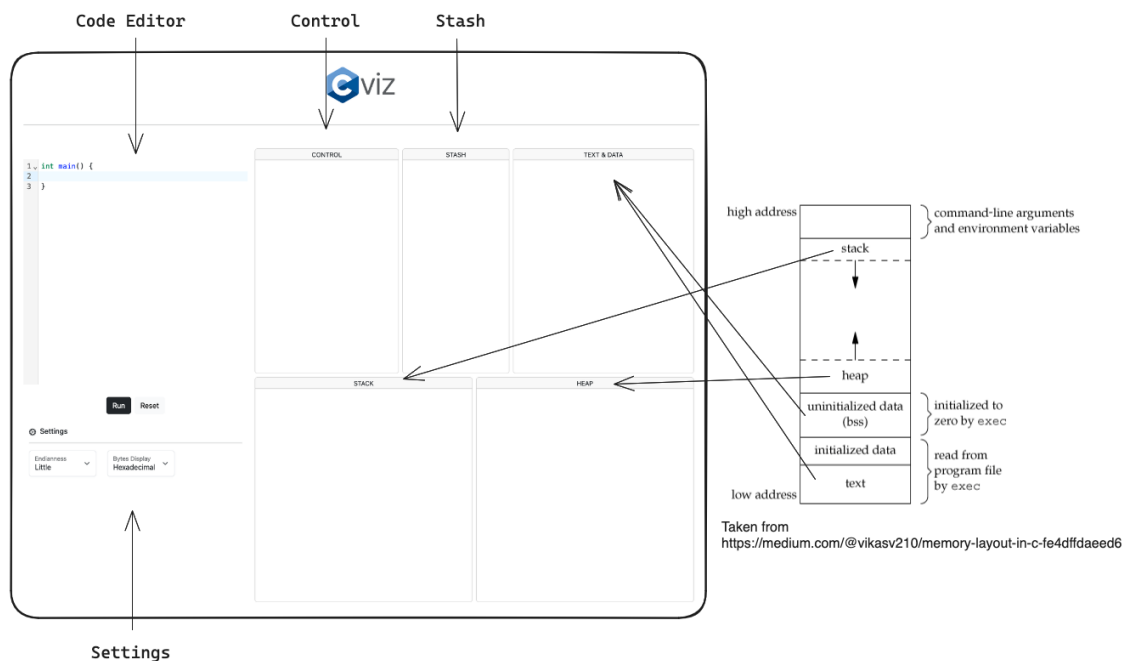 Code Editor
Control
Stash
C viz
CONTROL
STASH
TEXT & DATA
1 int main() {
2
3 }
Run
Reset
Settings
Endianness
Little
Bytes Display
Hexadecimal
STACK
HEAP
high address
command-line arguments
and environment variables
stack
heap
uninitialized data
(bss)
initialized to
zero by exec
initialized data
read from
program file
by exec
text
low address
Taken from
https://medium.com/@vikasv210/memory-layout-in-c-fe4dffdaeed6
Settings